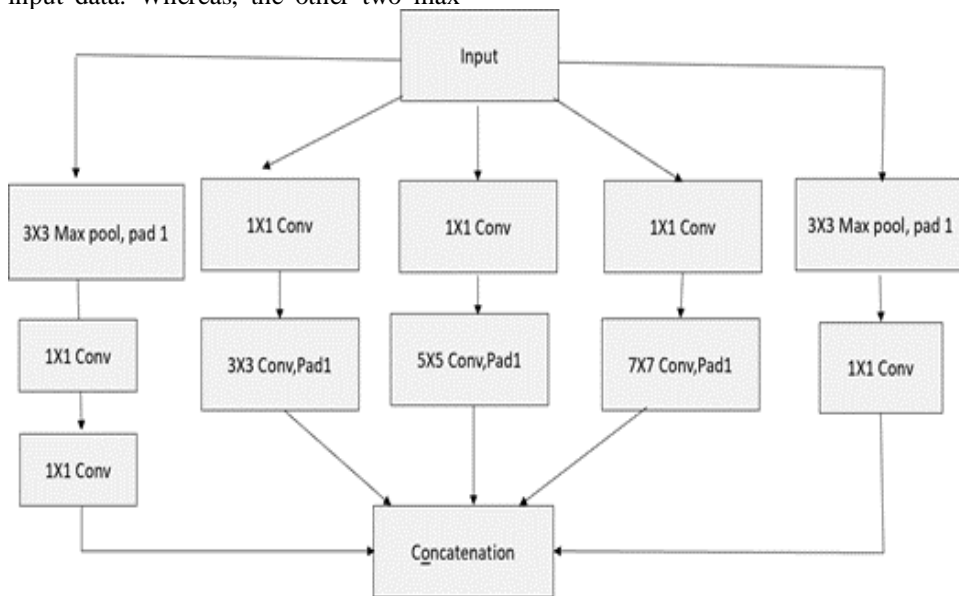 input data. Whereas, the other two max
Input
3X3 Max pool, pad 1
1X1 Conv
1X1 Conv
1X1 Conv
3X3 Max pool, pad 1
1X1 Conv
3X3 Conv,Pad1
5X5 Conv,Pad1
7X7 Conv,Pad1
1X1 Conv
1X1 Conv
Concatenation